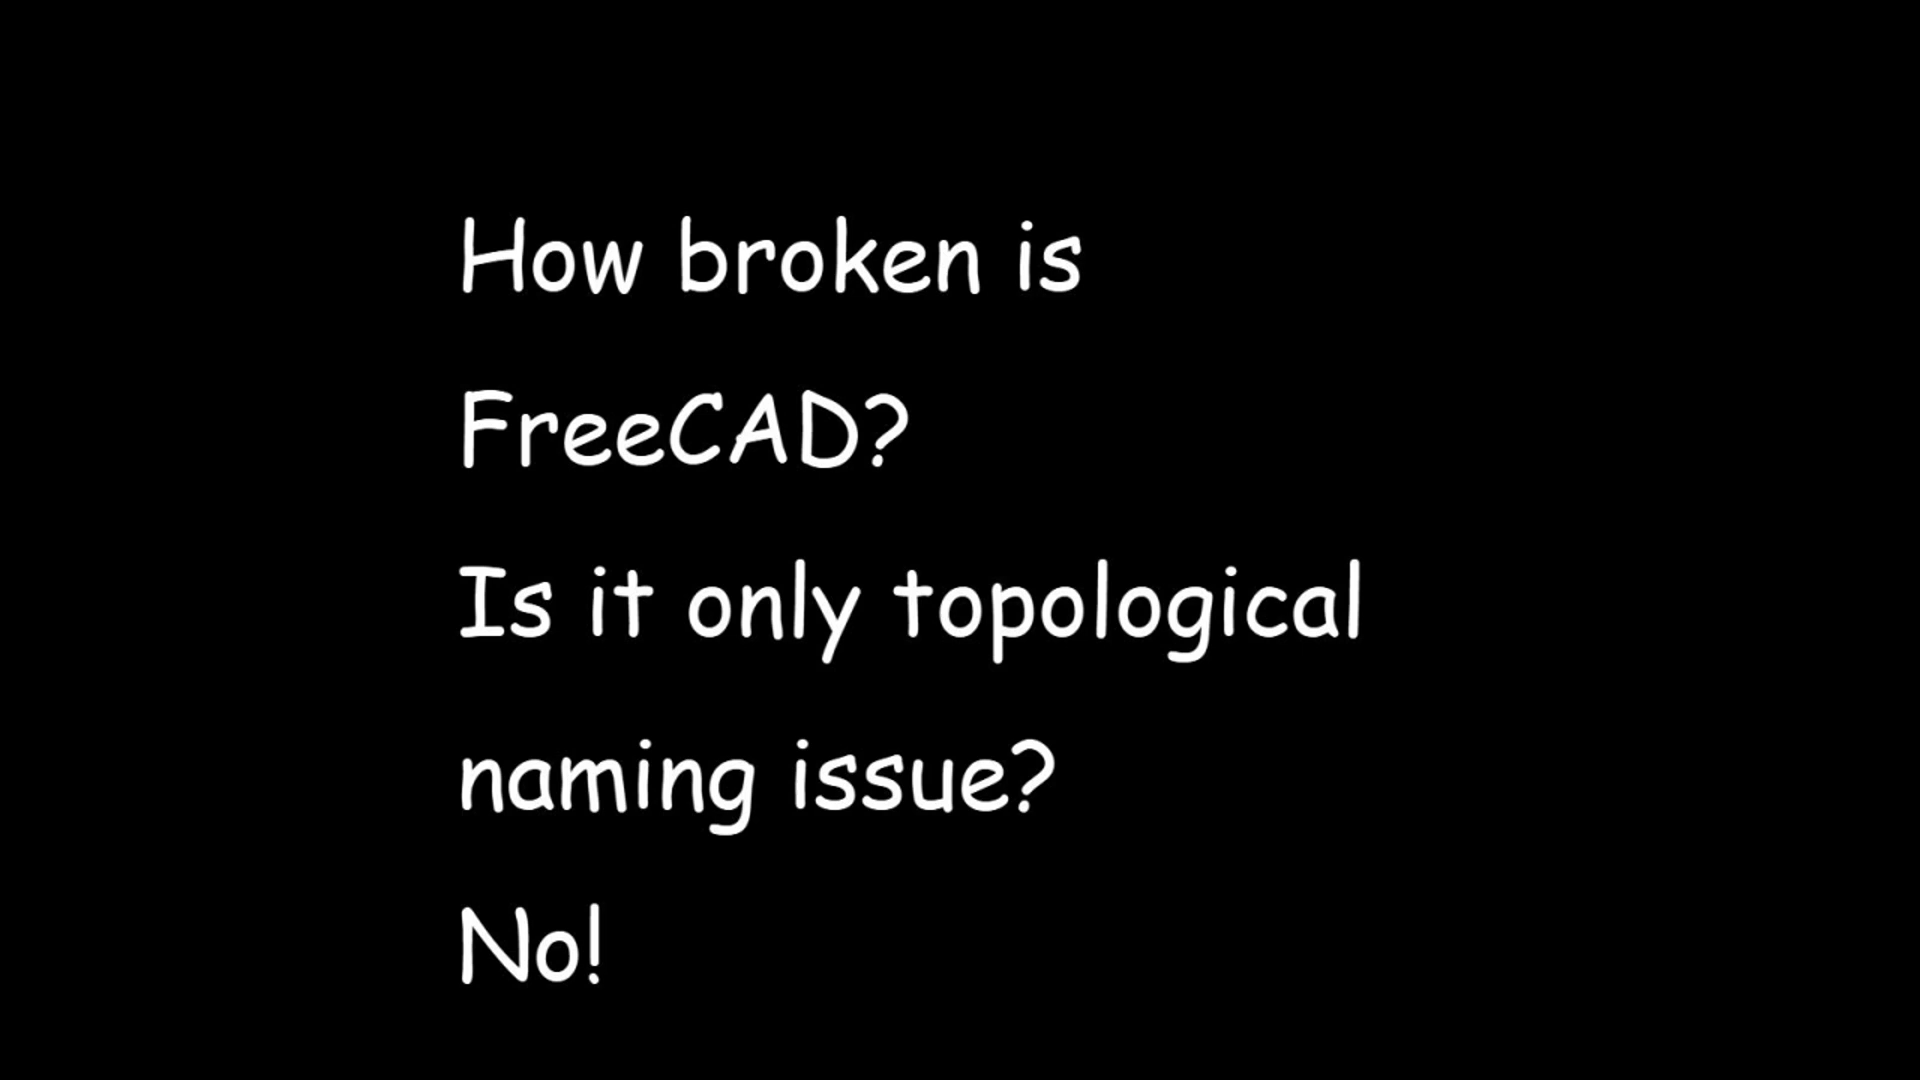 How broken is
FreeCAD?
Is it only topological
naming issue?
No!